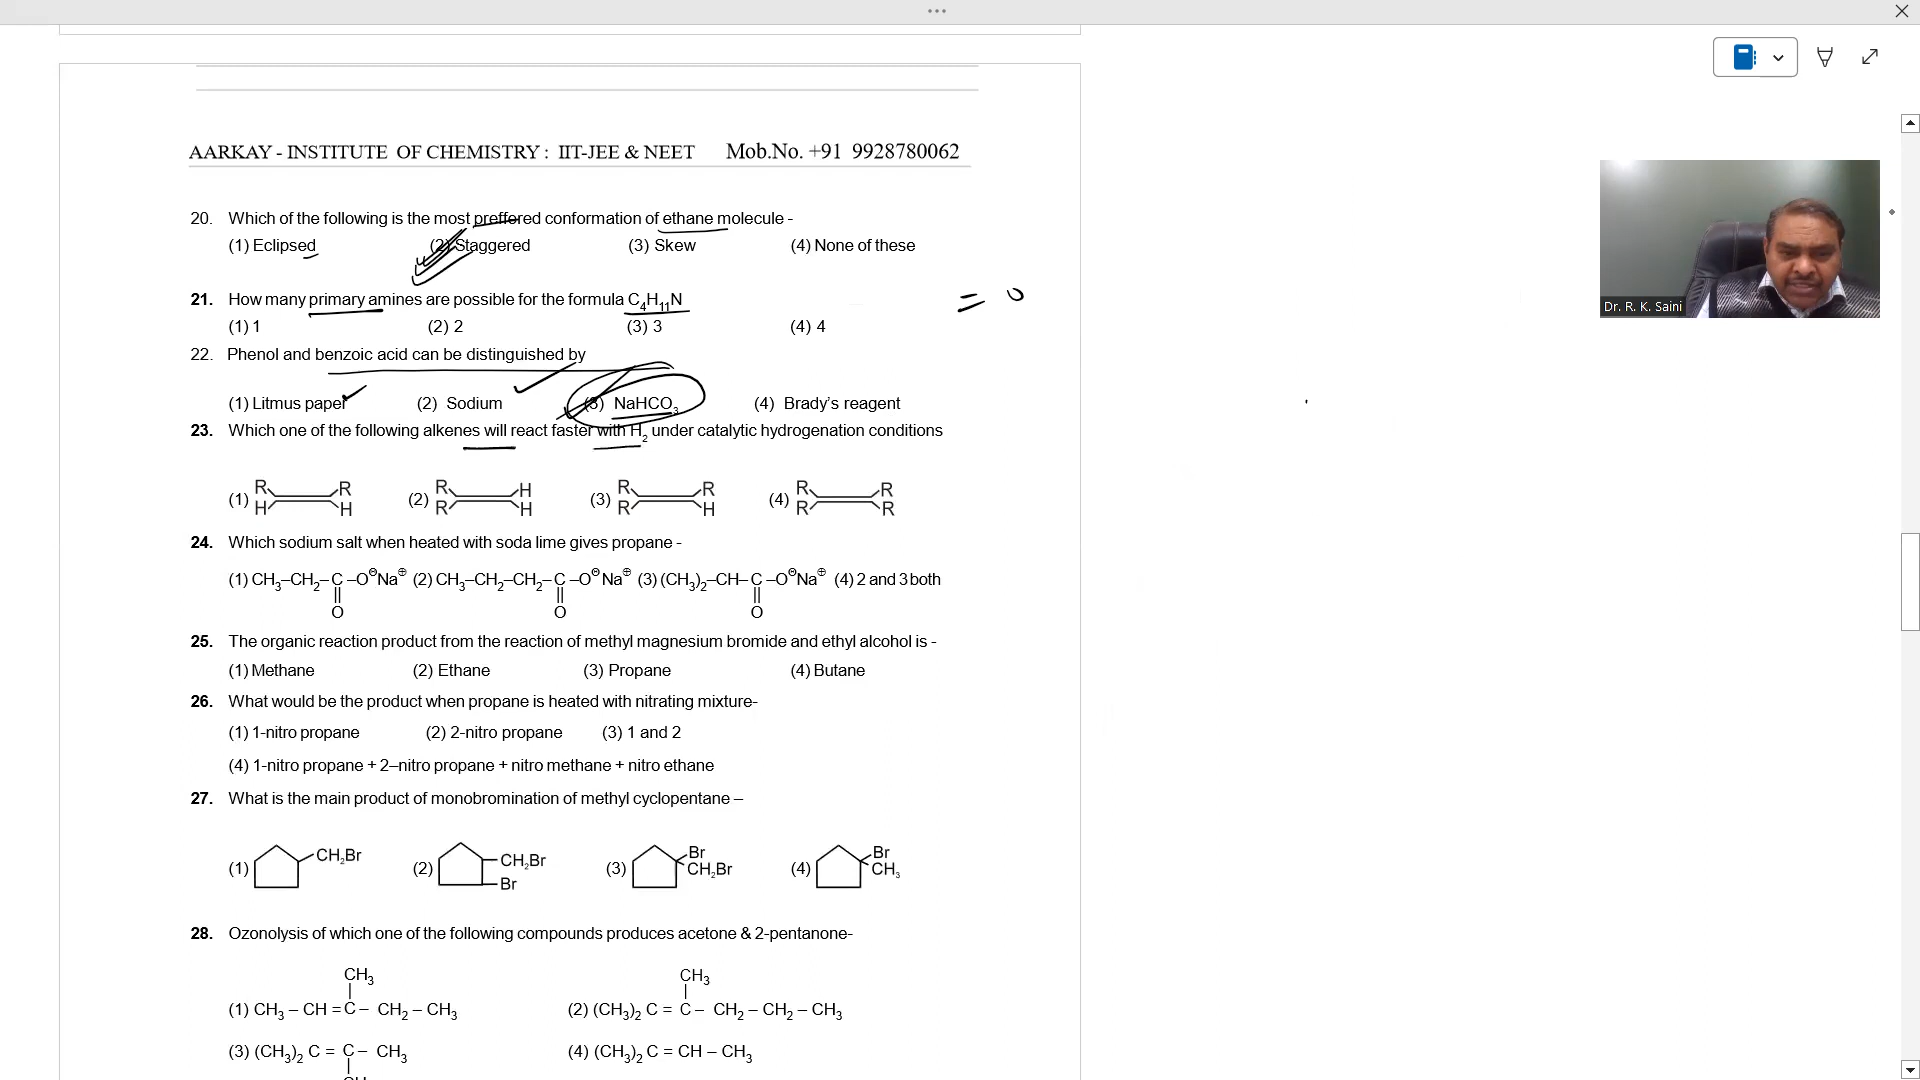 AARKAY - INSTITUTE OF CHEMISTRY : IIT-JEE & NEET Mob.No. +91 9928780062
20. Which of the following is the most preffered conformation of ethane molecule -
(1) Eclipsed (2) Staggered (3) Skew (4) None of these
21. How many primary amines are possible for the formula C₄H₁₁N =
(1) 1 (2) 2 (3) 3 (4) 4
Dr. R. K. Saini
22. Phenol and benzoic acid can be distinguished by
(1) Litmus paper (2) Sodium (3) NaHCO₃ (4) Brady's reagent
23. Which one of the following alkenes will react faster with H₂ under catalytic hydrogenation conditions
R R R H R R R R
(1) (2) (3) (4)
H H R H R H R R
24. Which sodium salt when heated with soda lime gives propane -
(1) CH₃–CH₂–C–O⊖Na⊕ (2) CH₃–CH₂–CH₂–C–O⊖Na⊕ (3) (CH₃)₂–CH–C–O⊖Na⊕ (4) 2 and 3 both
O O O
25. The organic reaction product from the reaction of methyl magnesium bromide and ethyl alcohol is -
(1) Methane (2) Ethane (3) Propane (4) Butane
26. What would be the product when propane is heated with nitrating mixture-
(1) 1-nitro propane (2) 2-nitro propane (3) 1 and 2
(4) 1-nitro propane + 2–nitro propane + nitro methane + nitro ethane
27. What is the main product of monobromination of methyl cyclopentane –
(1) CH₂Br (2) CH₂Br Br (3) Br CH₂Br (4) Br CH₃
28. Ozonolysis of which one of the following compounds produces acetone & 2-pentanone-
CH₃ CH₃
(1) CH₃ – CH = C – CH₂ – CH₃ (2) (CH₃)₂ C = C – CH₂ – CH₂ – CH₃
(3) (CH₃)₂ C = C – CH₃ (4) (CH₃)₂ C = CH – CH₃